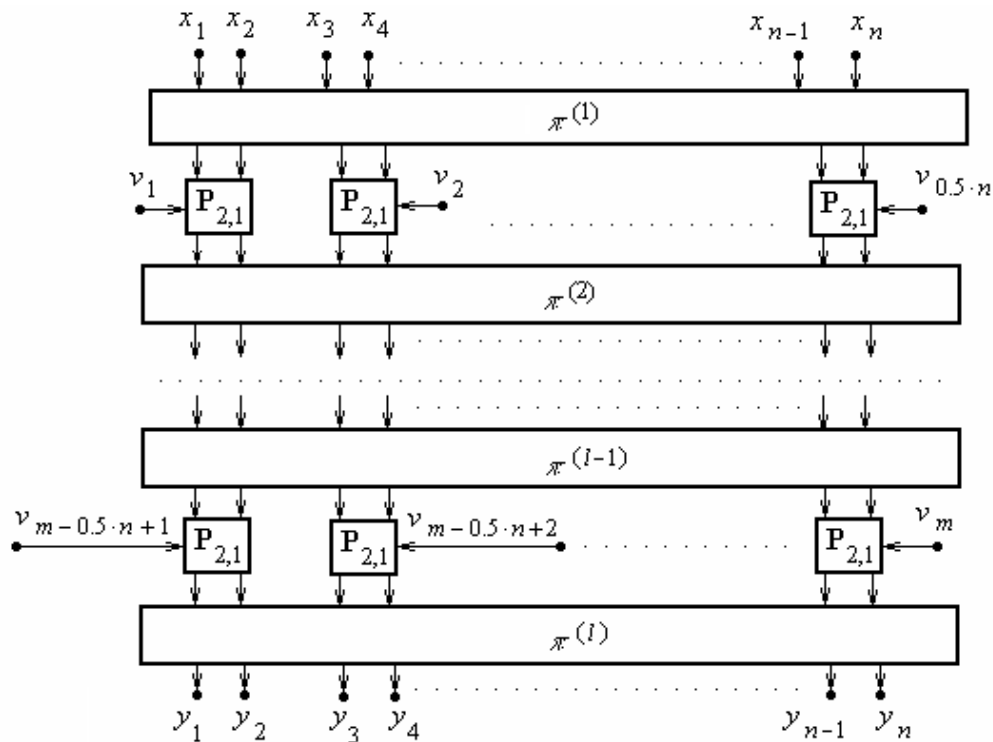 x₁ x₂ x₃ x₄ xₙ₋₁ xₙ
π⁽¹⁾
v₁ P₂,₁ P₂,₁ v₂ P₂,₁ v₀.₅·ₙ
π⁽²⁾
π⁽ˡ⁻¹⁾
vₘ₋₀.₅·ₙ₊₁ P₂,₁ P₂,₁ vₘ₋₀.₅·ₙ₊₂ P₂,₁ vₘ
π⁽ˡ⁾
y₁ y₂ y₃ y₄ yₙ₋₁ yₙ